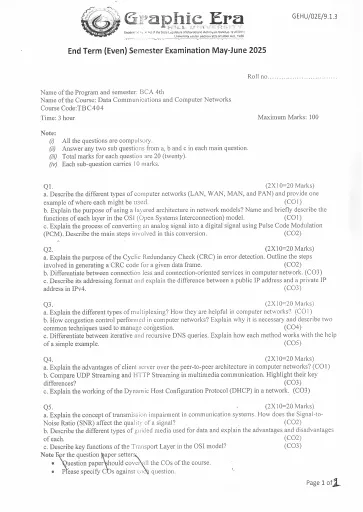 GEHU/02E/9.1.3
Graphic Era
HILL UNIVERSITY
End Term (Even) Semester Examination May-June 2025
Roll no
Name of the Program and semester: BCA 4th
Name of the Course: Data Communications and Computer Networks
Course Code:TBC404
Time: 3 hour Maximum Marks: 100
Note:
(i) All the questions are compulsory.
(ii) Answer any two sub questions from a, b and c in each main question.
(iii) Total marks for each question are 20 (twenty).
(iv) Each sub-question carries 10 marks.
Q1. (2X10=20 Marks)
a. Describe the different types of computer networks (LAN, WAN, MAN, and PAN) and provide one
example of where each might be used. (CO1)
b. Explain the purpose of using a layered architecture in network models? Name and briefly describe the
functions of each layer in the OSI (Open Systems Interconnection) model. (CO1)
c. Explain the process of converting an analog signal into a digital signal using Pulse Code Modulation
(PCM). Describe the main steps involved in this conversion. (CO2)
Q2. (2X10=20 Marks)
a. Explain the purpose of the Cyclic Redundancy Check (CRC) in error detection. Outline the steps
involved in generating a CRC code for a given data frame. (CO2)
b. Differentiate between connection less and connection-oriented services in computer network. (CO3)
c. Describe its addressing format and explain the difference between a public IP address and a private IP
address in IPv4. (CO3)
Q3. (2X10=20 Marks)
a. Explain the different types of multiplexing? How they are helpful in computer networks? (CO1)
b. How congestion control performed in computer networks? Explain why it is necessary and describe two
common techniques used to manage congestion. (CO4)
c. Differentiate between iterative and recursive DNS queries. Explain how each method works with the help
of a simple example. (CO5)
Q4. (2X10=20 Marks)
a. Explain the advantages of client server over the peer-to-peer architecture in computer networks? (CO1)
b. Compare UDP Streaming and HTTP Streaming in multimedia communication. Highlight their key
differences? (CO3)
c. Explain the working of the Dynamic Host Configuration Protocol (DHCP) in a network. (CO3)
Q5. (2X10=20 Marks)
a. Explain the concept of transmission impairment in communication systems. How does the Signal-to-
Noise Ratio (SNR) affect the quality of a signal? (CO2)
b. Describe the different types of guided media used for data and explain the advantages and disadvantages
of each. (CO2)
c. Describe key functions of the Transport Layer in the OSI model? (CO3)
Note For the question paper setters:
• Question paper should cover all the COs of the course.
• Please specify COs against each question.
Page 1 of 1